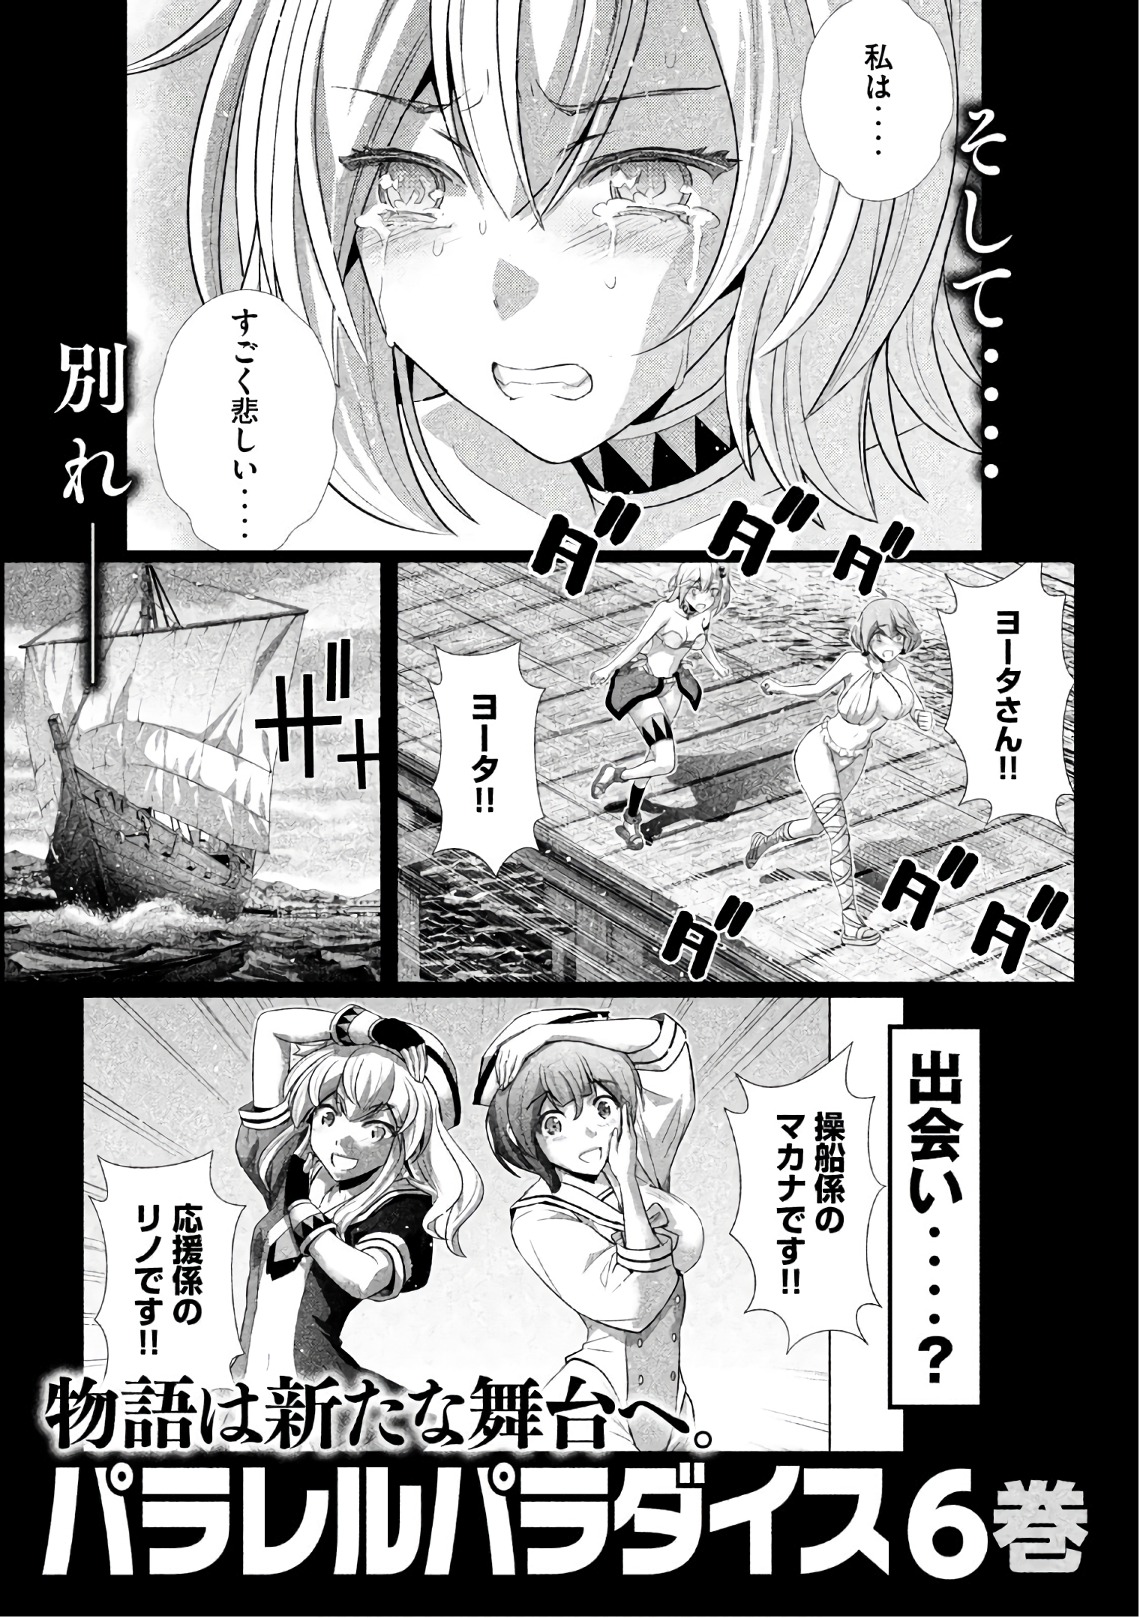 そして‥‥‥
私は‥‥
すごく悲しい‥‥
別れ──
ダダダ
ヨータさん!!
ヨータ!!
ダダ
ダダ
ギギ
出会い‥‥‥?
操船係の
マカナです!!
応援係の
リノです!!
物語は新たな舞台へ。
パラレルパラダイス6巻